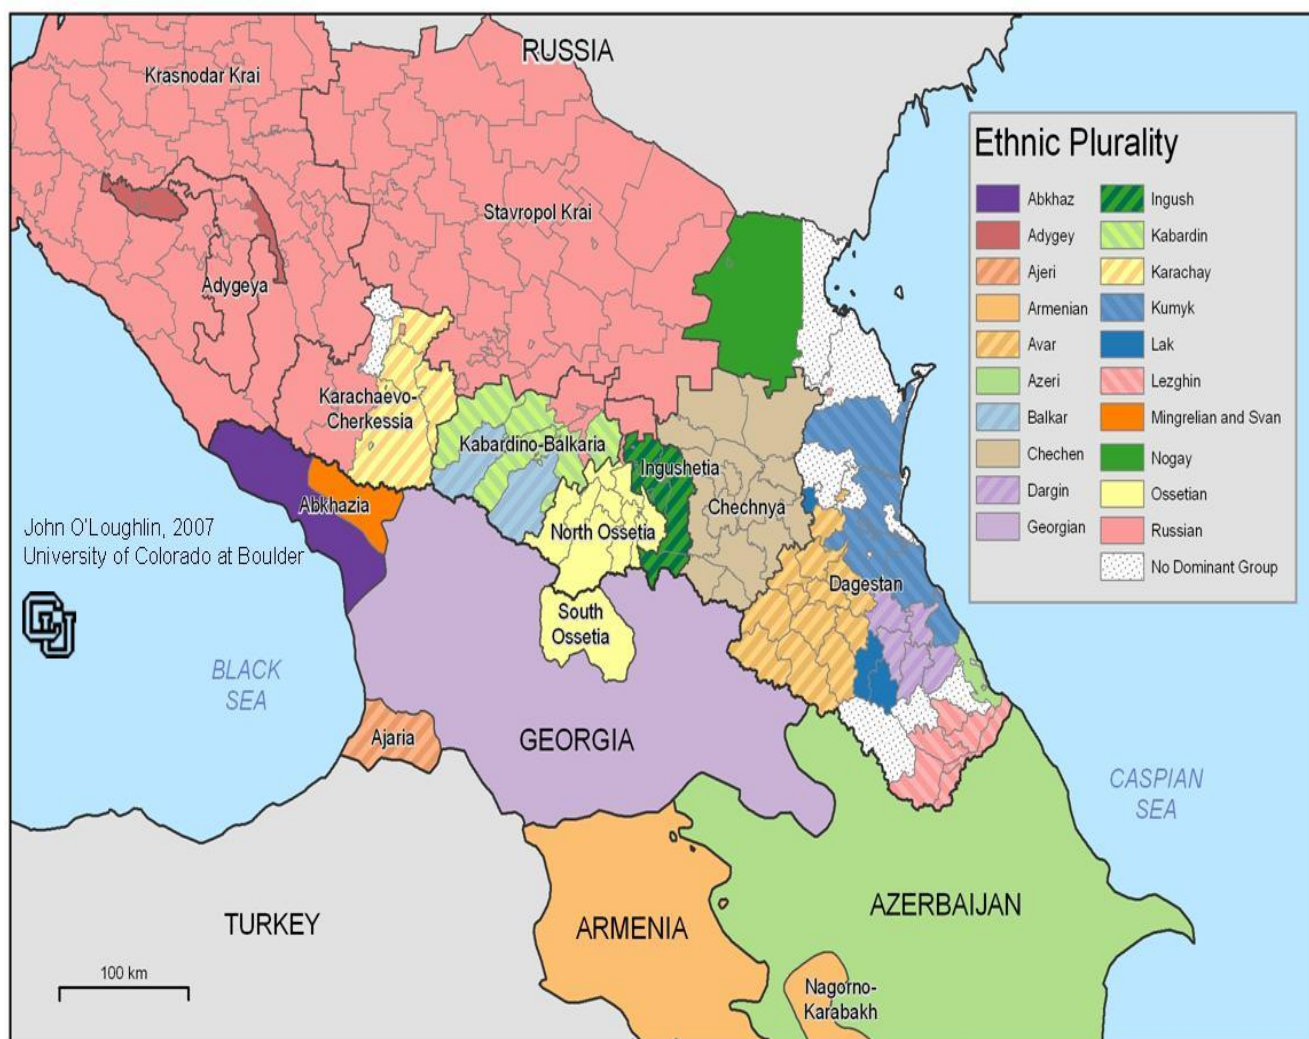 RUSSIA
Krasnodar Krai
Stavropol Krai
Adygeya
Karachaevo-
Cherkessia
Kabardino-Balkaria
Ingushetia
Chechnya
Abkhazia
North Ossetia
Dagestan
South
Ossetia
John O'Loughlin, 2007
University of Colorado at Boulder
CU
BLACK
SEA
Ajaria
GEORGIA
CASPIAN
SEA
TURKEY
ARMENIA
AZERBAIJAN
Nagorno-
Karabakh
100 km
Ethnic Plurality
Abkhaz
Adygey
Ajeri
Armenian
Avar
Azeri
Balkar
Chechen
Dargin
Georgian
Ingush
Kabardin
Karachay
Kumyk
Lak
Lezghin
Mingrelian and Svan
Nogay
Ossetian
Russian
No Dominant Group